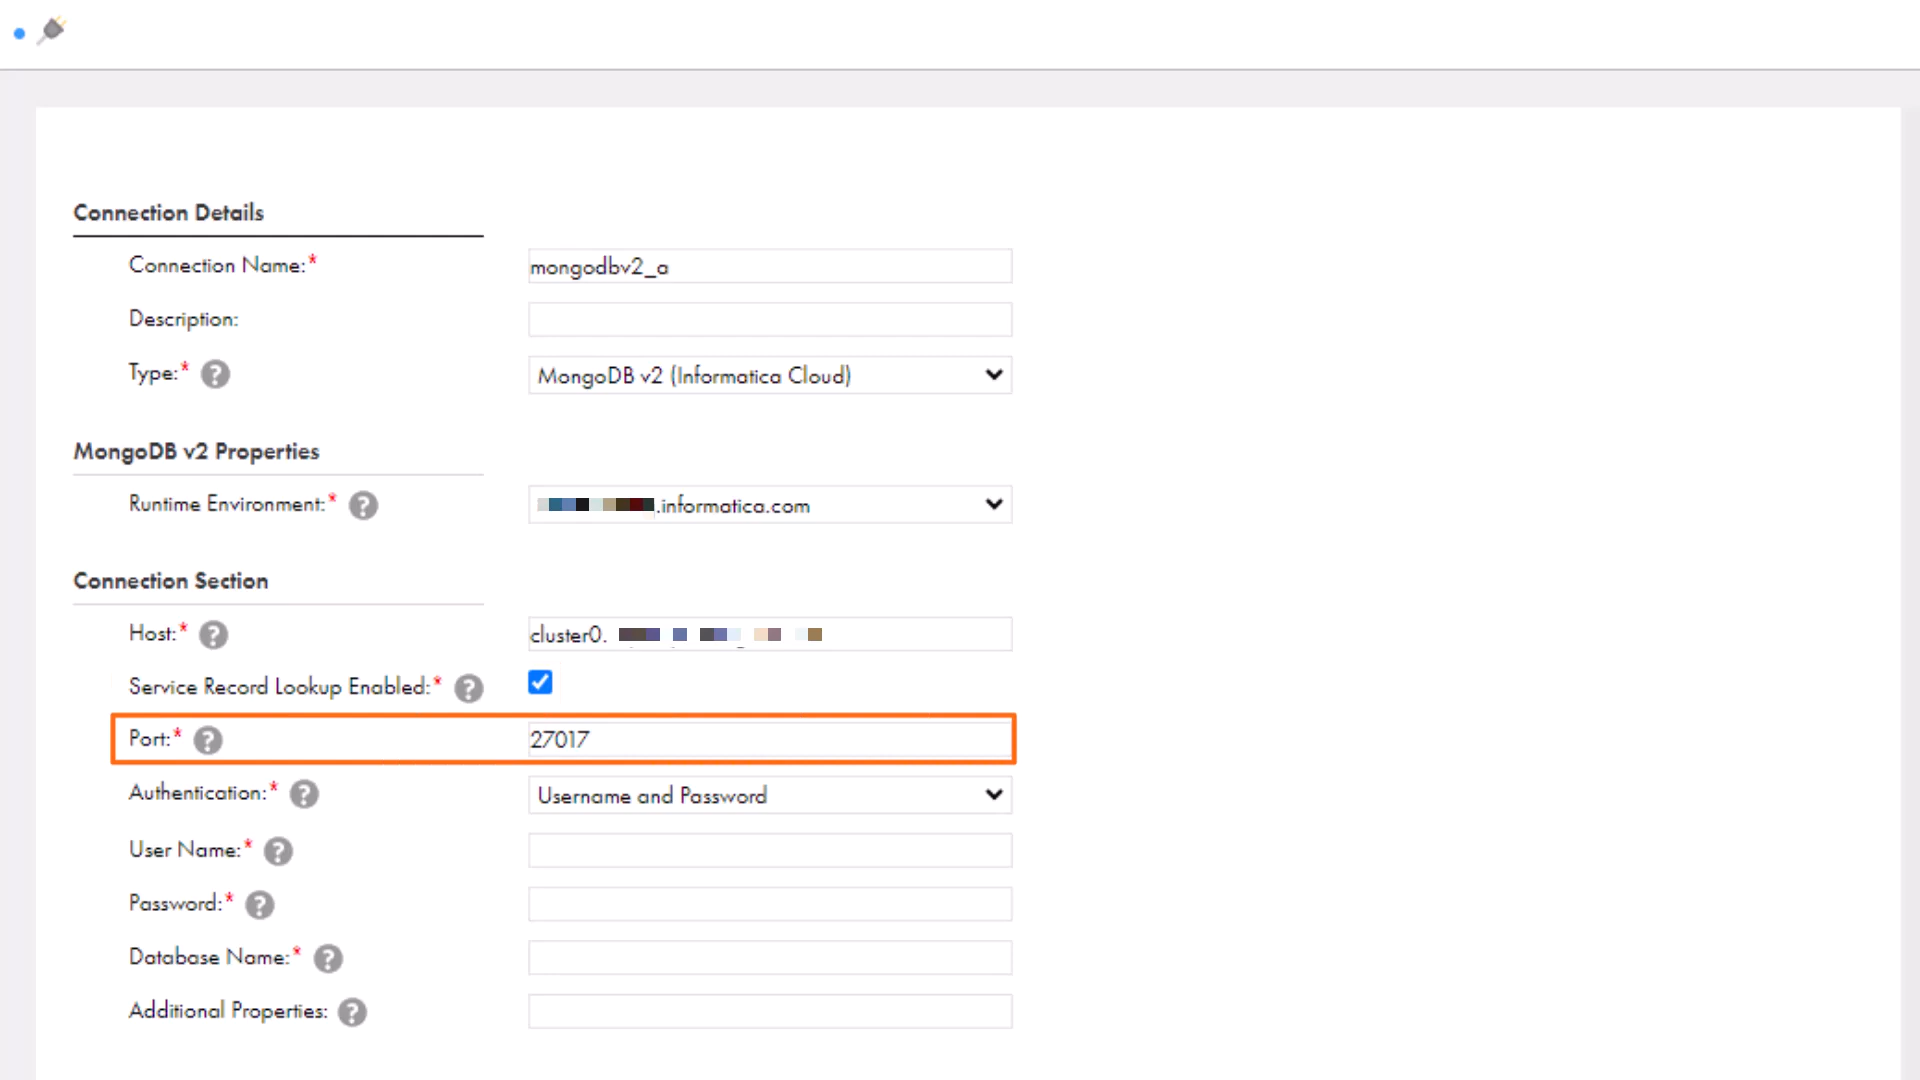 Connection Details
Connection Name:* mongodbv2_a
Description:
Type:* ? MongoDB v2 (Informatica Cloud)
MongoDB v2 Properties
Runtime Environment:* ? .informatica.com
Connection Section
Host:* ? cluster0.
Service Record Lookup Enabled:* ?
Port:* ? 27017
Authentication:* ? Username and Password
User Name:* ?
Password:* ?
Database Name:* ?
Additional Properties: ?